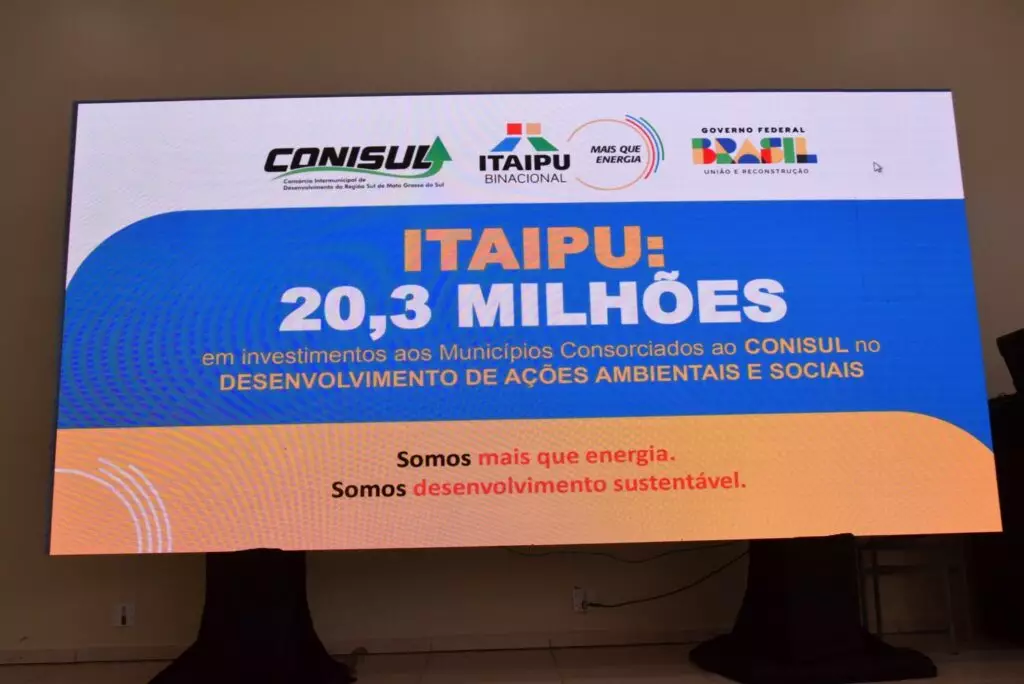 CONISUL
Consórcio Intermunicipal de
Desenvolvimento da Região Sul de Mato Grosso do Sul
ITAIPU
BINACIONAL
MAIS QUE
ENERGIA
GOVERNO FEDERAL
BRASIL
UNIÃO E RECONSTRUÇÃO
ITAIPU:
20,3 MILHÕES
em investimentos aos Municípios Consorciados ao CONISUL no
DESENVOLVIMENTO DE AÇÕES AMBIENTAIS E SOCIAIS
Somos mais que energia.
Somos desenvolvimento sustentável.